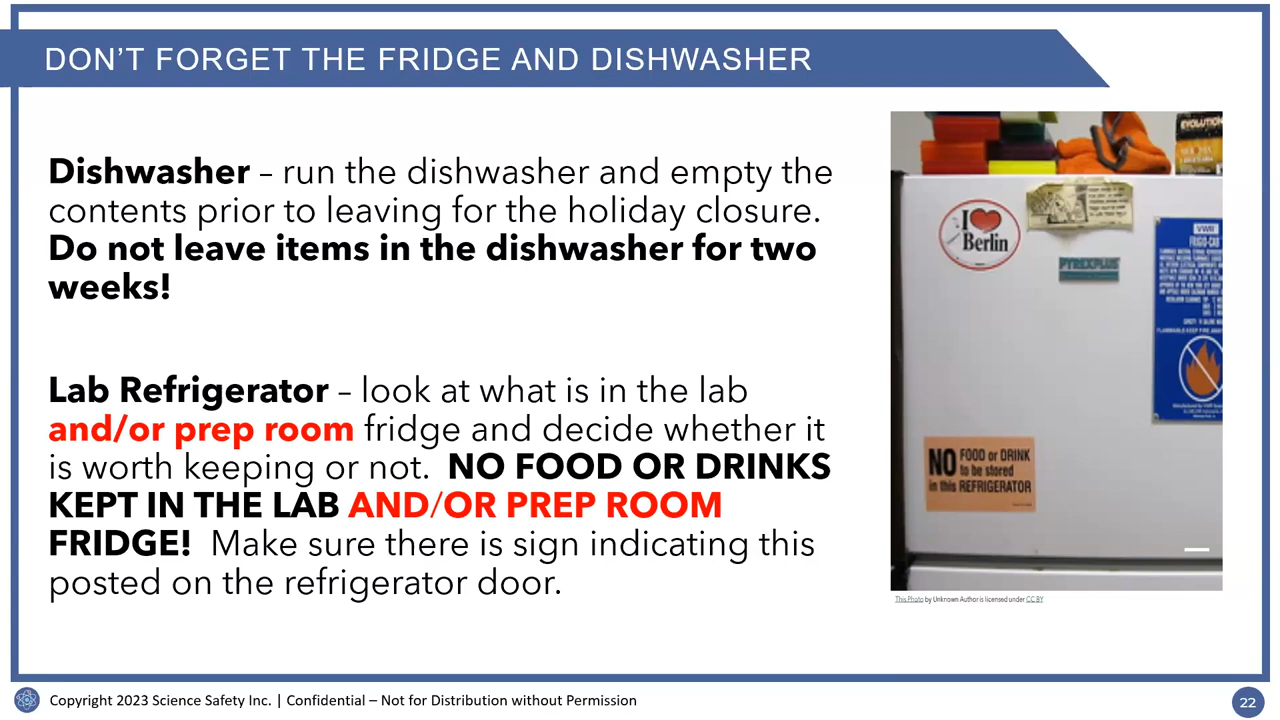 DON'T FORGET THE FRIDGE AND DISHWASHER
Dishwasher – run the dishwasher and empty the
contents prior to leaving for the holiday closure.
Do not leave items in the dishwasher for two
weeks!
Lab Refrigerator – look at what is in the lab
and/or prep room fridge and decide whether it
is worth keeping or not.  NO FOOD OR DRINKS
KEPT IN THE LAB AND/OR PREP ROOM
FRIDGE!  Make sure there is sign indicating this
posted on the refrigerator door.
EVOLUTION
I
Berlin
PYREXPLUS
VWR
NO FOOD or DRINK
to be stored
in this REFRIGERATOR
This Photo by Unknown Author is licensed under CC BY
Copyright 2023 Science Safety Inc. | Confidential – Not for Distribution without Permission
22